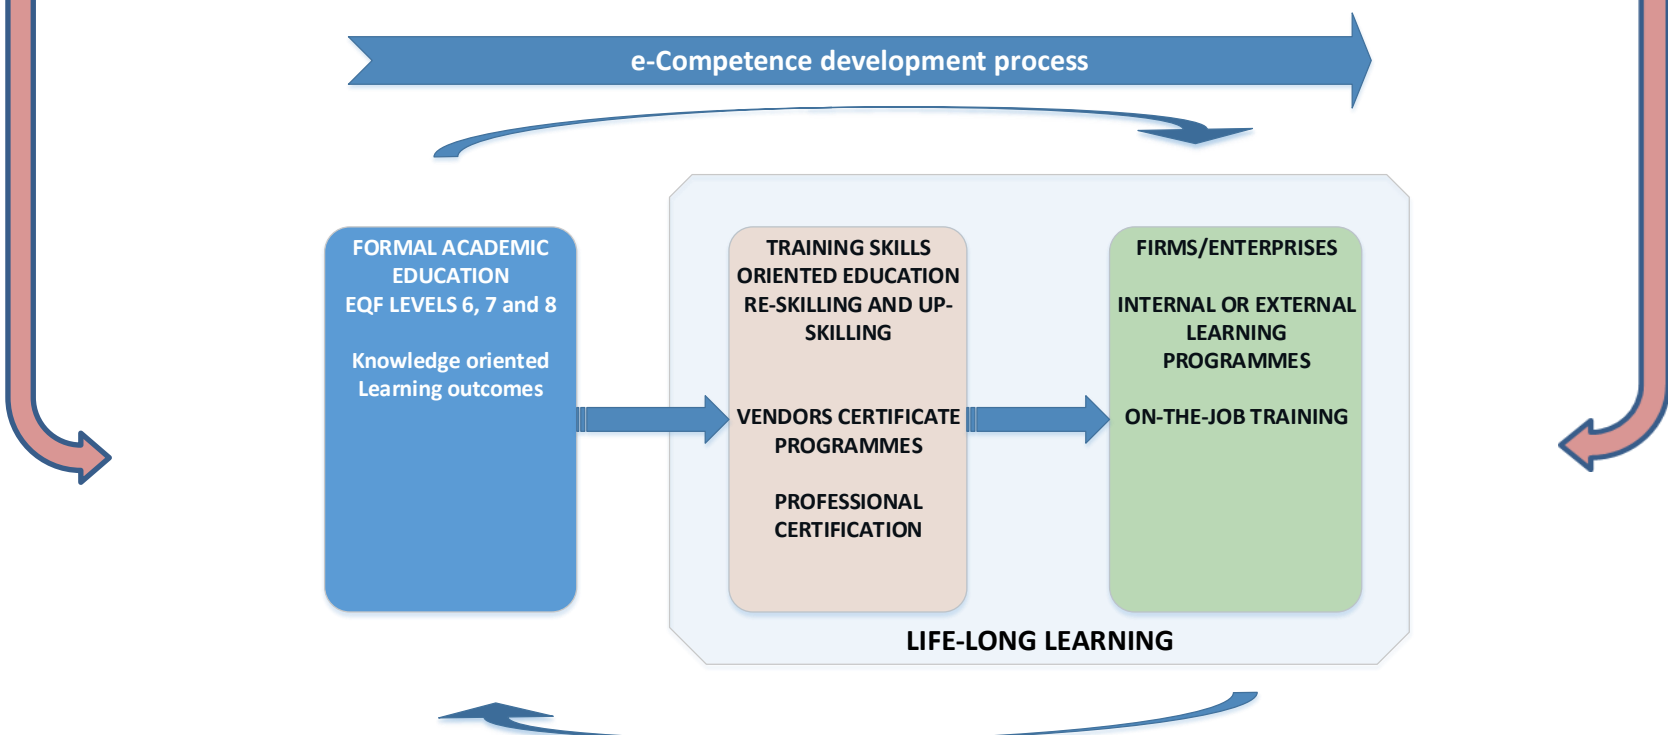 e-Competence development process
FORMAL ACADEMIC
EDUCATION
EQF LEVELS 6, 7 and 8
Knowledge oriented
Learning outcomes
TRAINING SKILLS
ORIENTED EDUCATION
RE-SKILLING AND UP-
SKILLING
VENDORS CERTIFICATE
PROGRAMMES
PROFESSIONAL
CERTIFICATION
FIRMS/ENTERPRISES
INTERNAL OR EXTERNAL
LEARNING
PROGRAMMES
ON-THE-JOB TRAINING
LIFE-LONG LEARNING